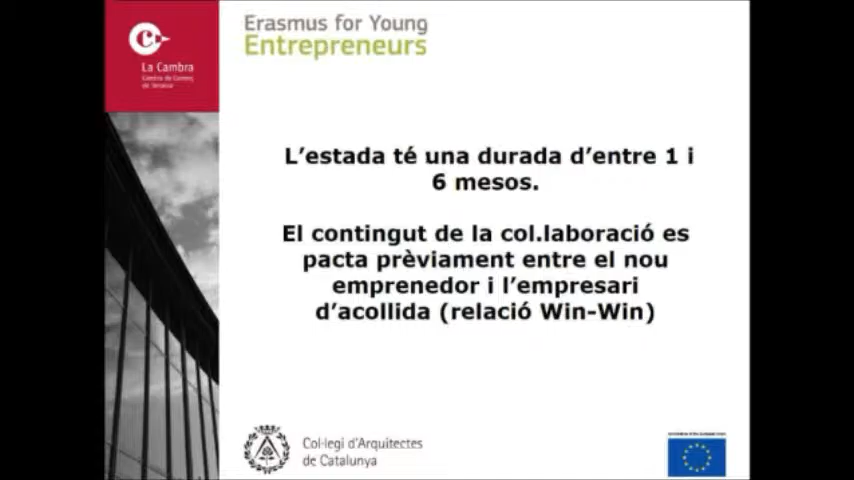 La Cambra
Erasmus for Young
Entrepreneurs
L’estada té una durada d’entre 1 i
6 mesos.
El contingut de la col.laboració es
pacta prèviament entre el nou
emprenedor i l’empresari
d’acollida (relació Win-Win)
Col·legi d'Arquitectes
de Catalunya